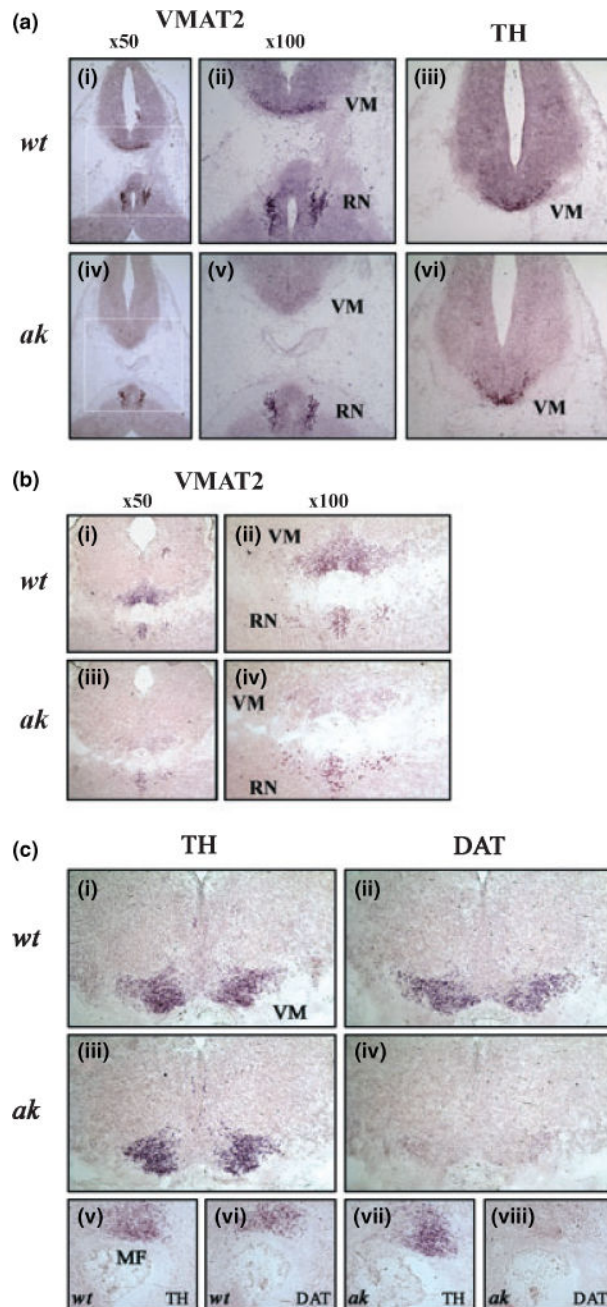 (a) VMAT2
x50 x100 TH
wt (i) (ii) VM RN (iii) VM
ak (iv) (v) VM RN (vi) VM
(b) VMAT2
x50 x100
wt (i) (ii) VM RN
ak (iii) (iv) VM RN
(c) TH DAT
wt (i) VM (ii)
ak (iii) (iv)
(v) MF wt TH (vi) wt DAT (vii) ak TH (viii) ak DAT